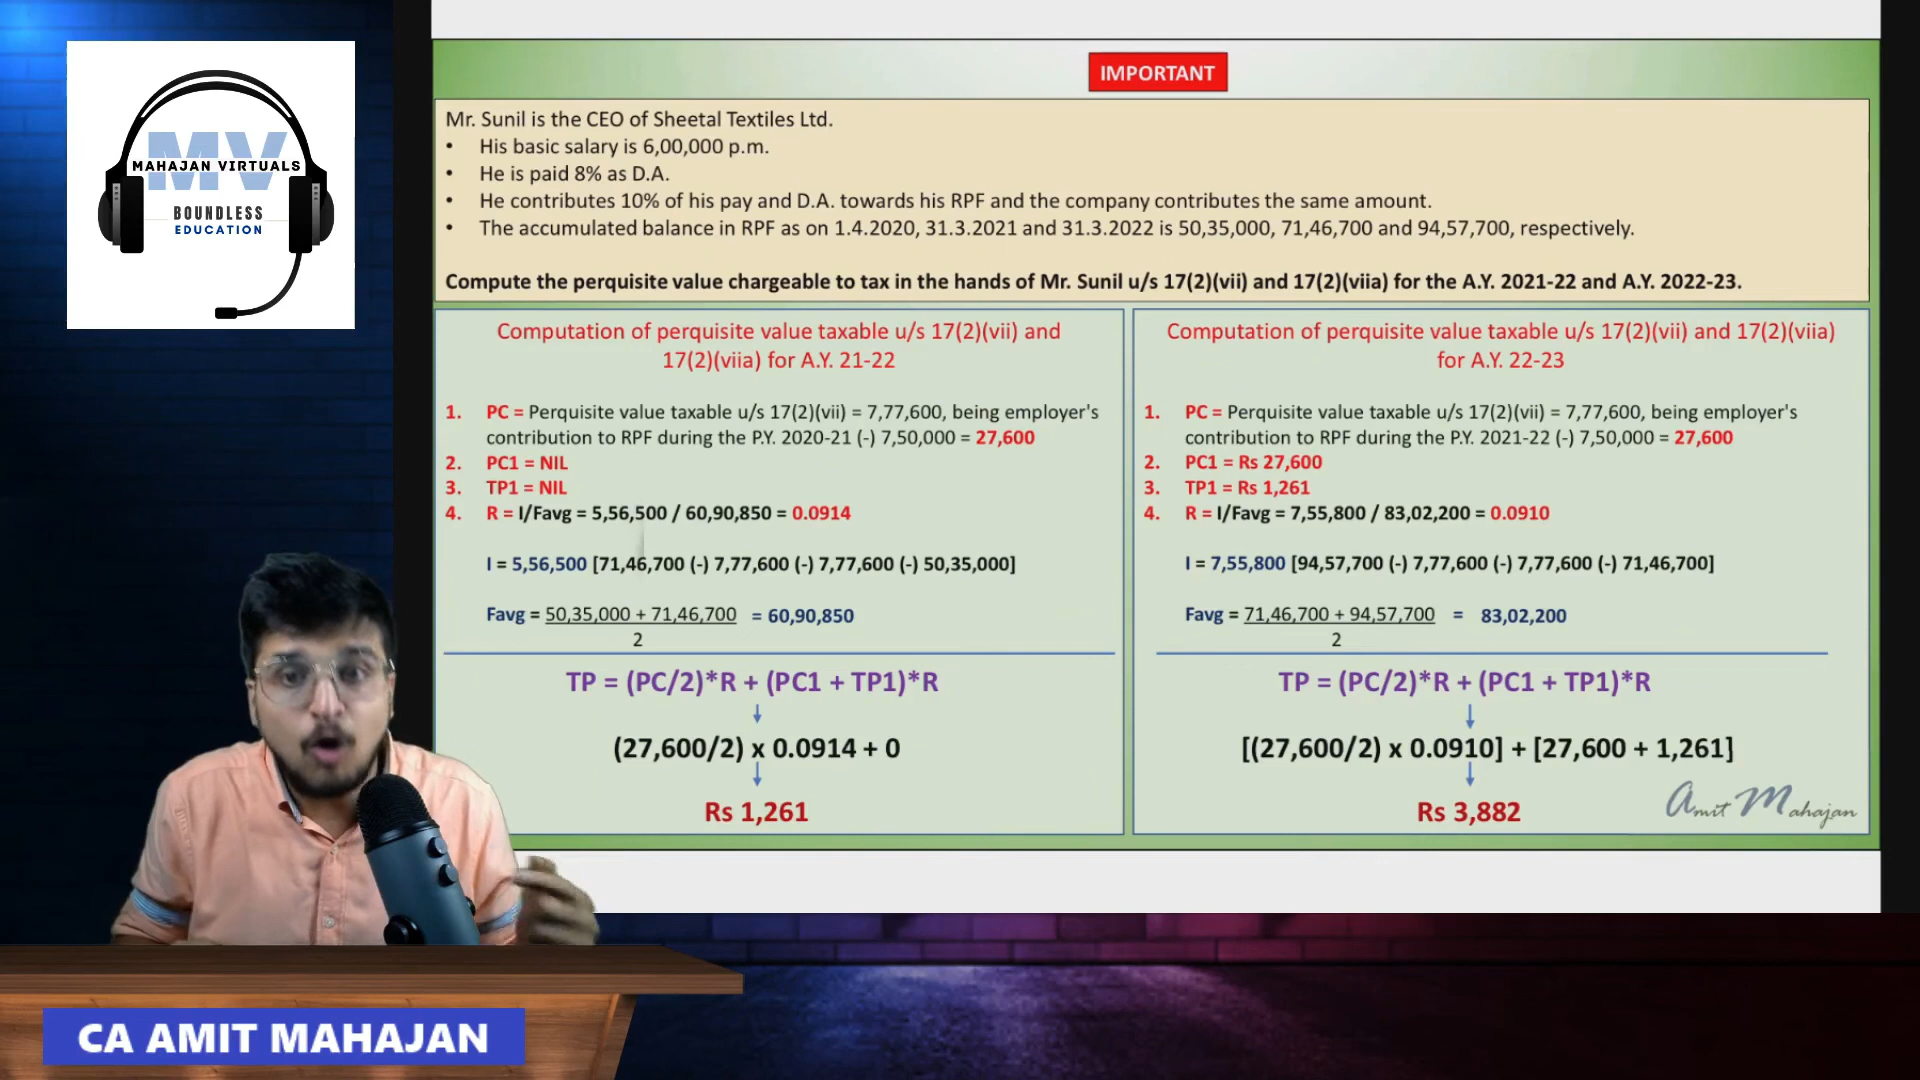 MV
MAHAJAN VIRTUALS
BOUNDLESS
EDUCATION
IMPORTANT
Mr. Sunil is the CEO of Sheetal Textiles Ltd.
• His basic salary is 6,00,000 p.m.
• He is paid 8% as D.A.
• He contributes 10% of his pay and D.A. towards his RPF and the company contributes the same amount.
• The accumulated balance in RPF as on 1.4.2020, 31.3.2021 and 31.3.2022 is 50,35,000, 71,46,700 and 94,57,700, respectively.
Compute the perquisite value chargeable to tax in the hands of Mr. Sunil u/s 17(2)(vii) and 17(2)(viia) for the A.Y. 2021-22 and A.Y. 2022-23.
Computation of perquisite value taxable u/s 17(2)(vii) and
17(2)(viia) for A.Y. 21-22
1. PC = Perquisite value taxable u/s 17(2)(vii) = 7,77,600, being employer's
contribution to RPF during the P.Y. 2020-21 (-) 7,50,000 = 27,600
2. PC1 = NIL
3. TP1 = NIL
4. R = I/Favg = 5,56,500 / 60,90,850 = 0.0914
I = 5,56,500 [71,46,700 (-) 7,77,600 (-) 7,77,600 (-) 50,35,000]
Favg = 50,35,000 + 71,46,700 = 60,90,850
2
TP = (PC/2)*R + (PC1 + TP1)*R
(27,600/2) x 0.0914 + 0
Rs 1,261
Computation of perquisite value taxable u/s 17(2)(vii) and 17(2)(viia)
for A.Y. 22-23
1. PC = Perquisite value taxable u/s 17(2)(vii) = 7,77,600, being employer's
contribution to RPF during the P.Y. 2021-22 (-) 7,50,000 = 27,600
2. PC1 = Rs 27,600
3. TP1 = Rs 1,261
4. R = I/Favg = 7,55,800 / 83,02,200 = 0.0910
I = 7,55,800 [94,57,700 (-) 7,77,600 (-) 7,77,600 (-) 71,46,700]
Favg = 71,46,700 + 94,57,700 = 83,02,200
2
TP = (PC/2)*R + (PC1 + TP1)*R
[(27,600/2) x 0.0910] + [27,600 + 1,261]
Rs 3,882
Amit Mahajan
CA AMIT MAHAJAN